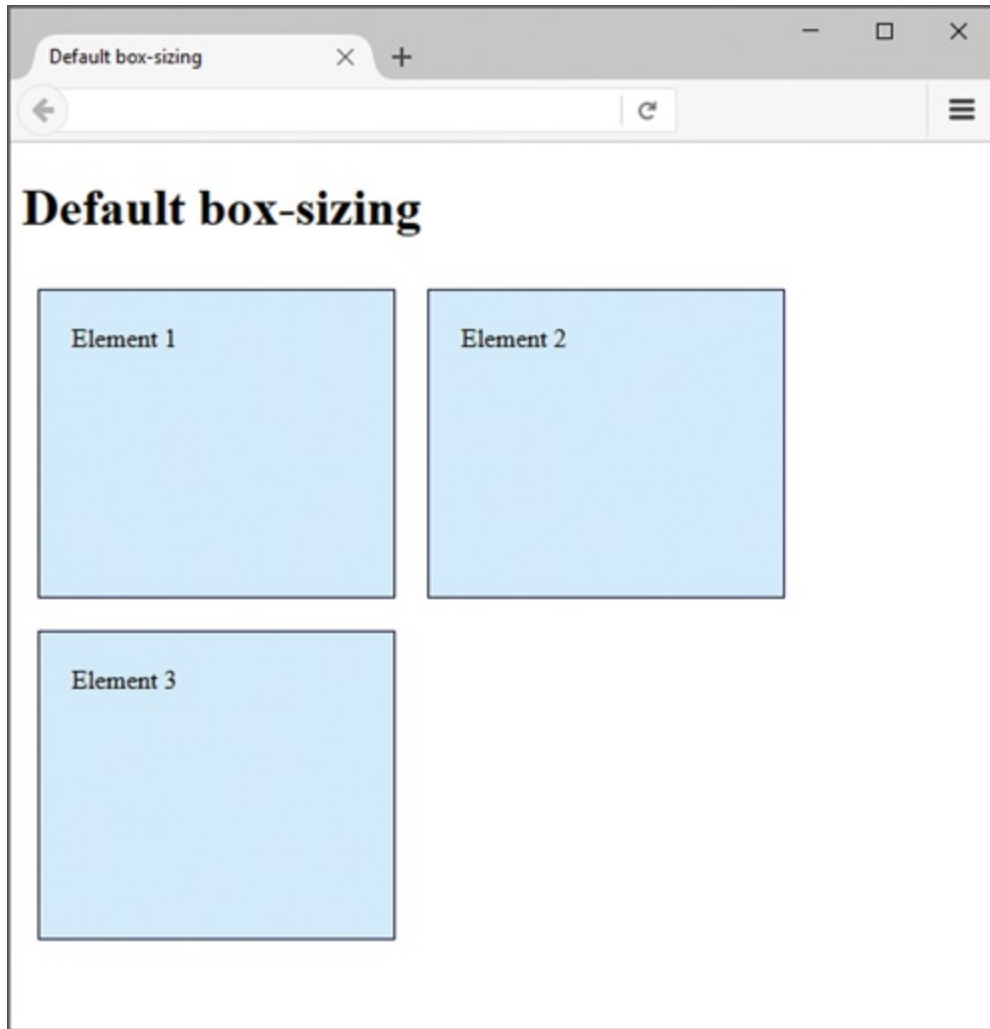 Default box-sizing
Default box-sizing
Element 1
Element 2
Element 3